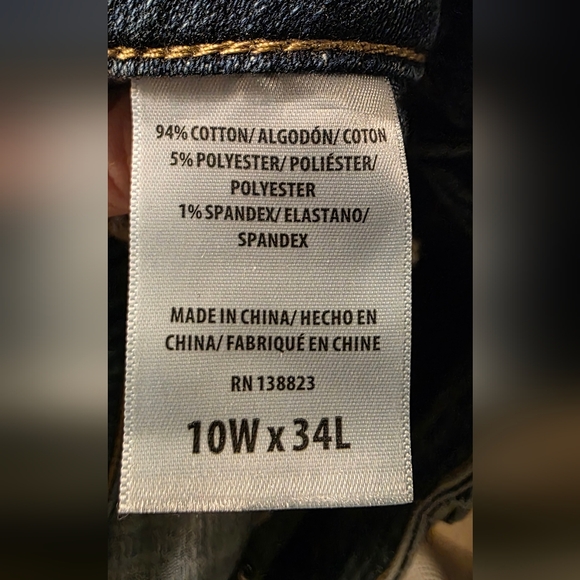 94% COTTON/ ALGODÓN/ COTON
5% POLYESTER/ POLIÉSTER/
POLYESTER
1% SPANDEX/ ELASTANO/
SPANDEX
MADE IN CHINA/ HECHO EN
CHINA/ FABRIQUÉ EN CHINE
RN 138823
10W x 34L